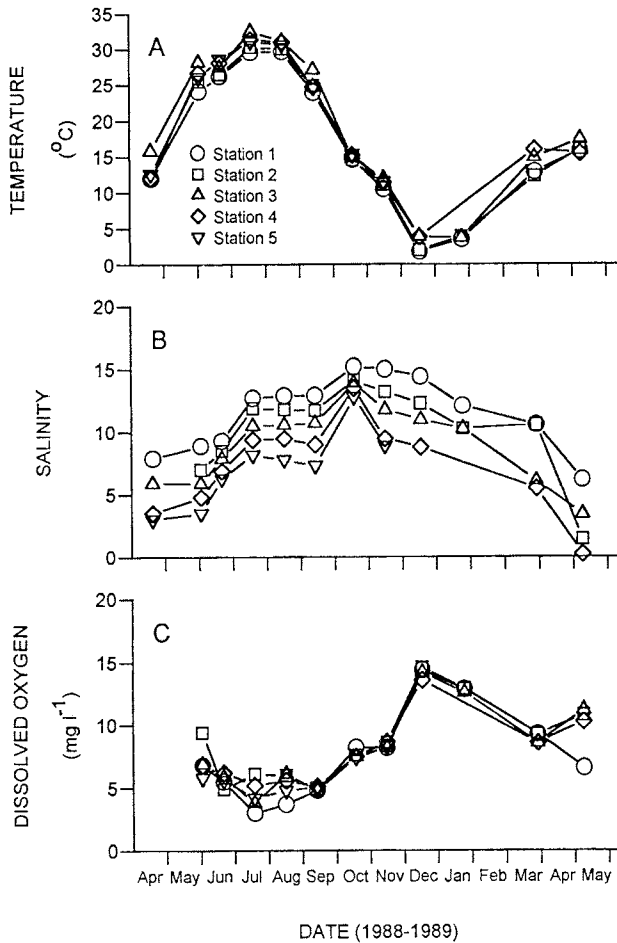 A
TEMPERATURE
(°C)
35
30
25
20
15
10
5
0
Station 1
Station 2
Station 3
Station 4
Station 5
B
SALINITY
20
15
10
5
0
C
DISSOLVED OXYGEN
(mg l-1)
20
15
10
5
0
Apr May Jun Jul Aug Sep Oct Nov Dec Jan Feb Mar Apr May
DATE (1988-1989)